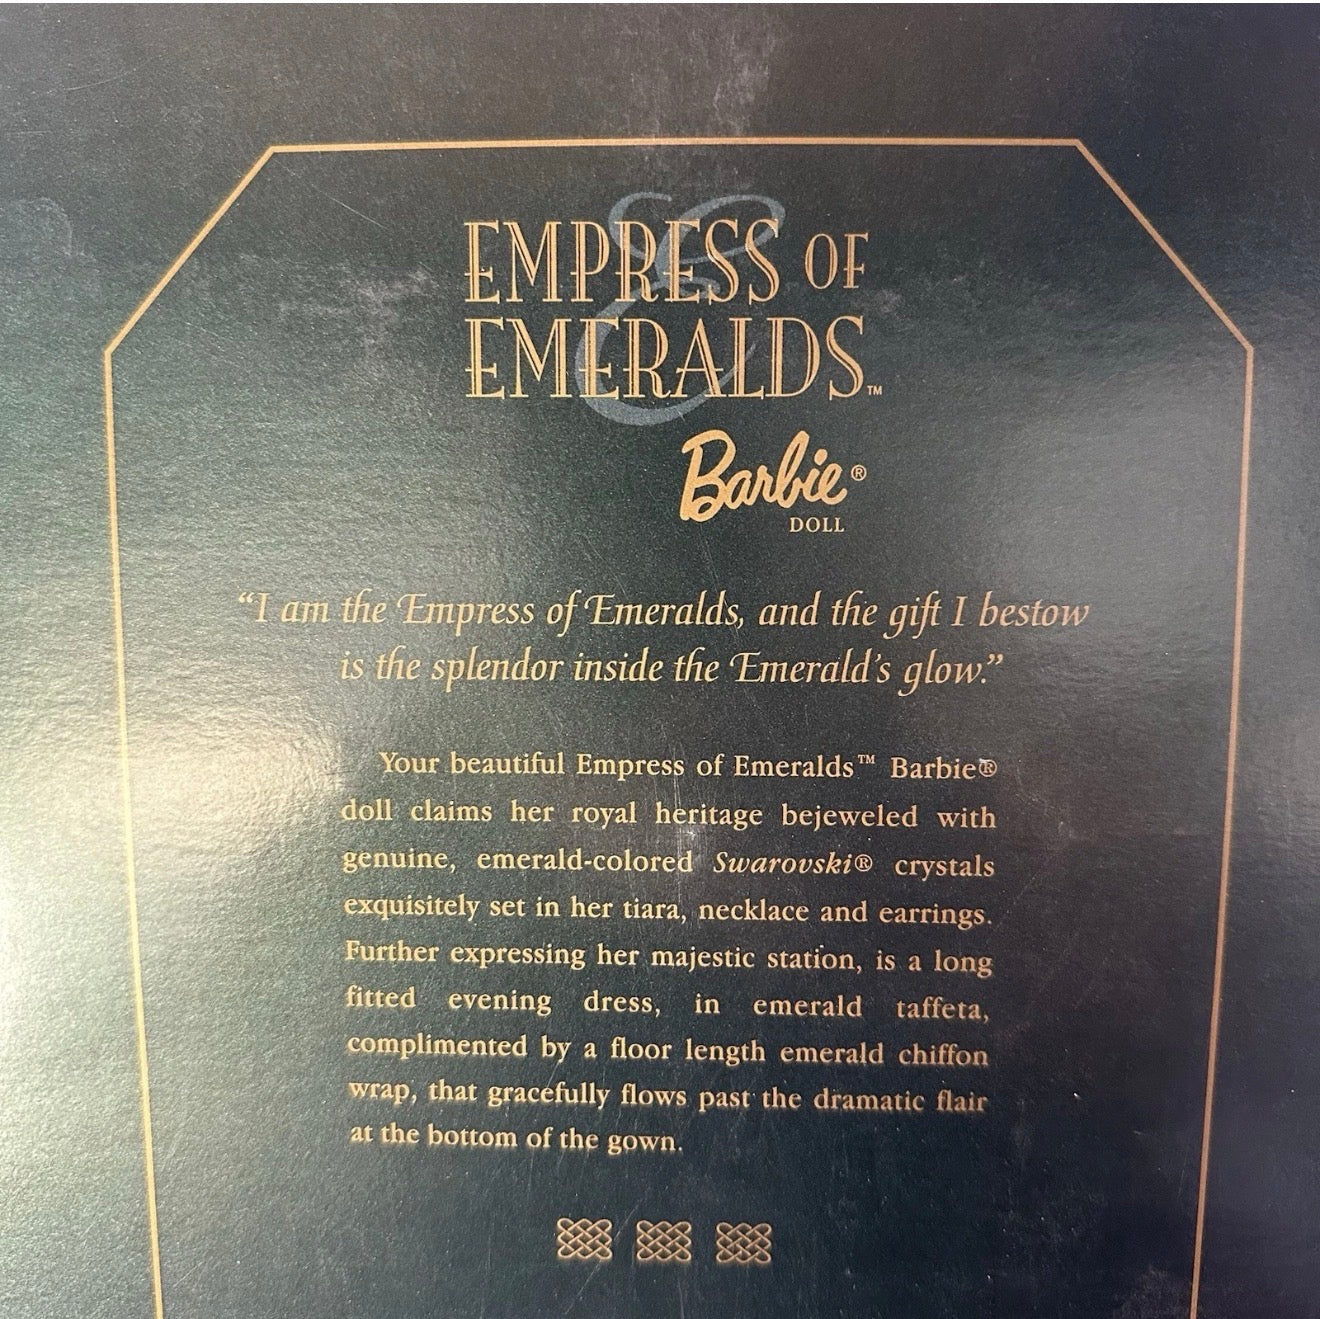 E
EMPRESS OF
EMERALDS™
Barbie®
DOLL
“I am the Empress of Emeralds, and the gift I bestow
is the splendor inside the Emerald’s glow.”
Your beautiful Empress of Emeralds™ Barbie®
doll claims her royal heritage bejeweled with
genuine, emerald-colored Swarovski® crystals
exquisitely set in her tiara, necklace and earrings.
Further expressing her majestic station, is a long
fitted evening dress, in emerald taffeta,
complimented by a floor length emerald chiffon
wrap, that gracefully flows past the dramatic flair
at the bottom of the gown.